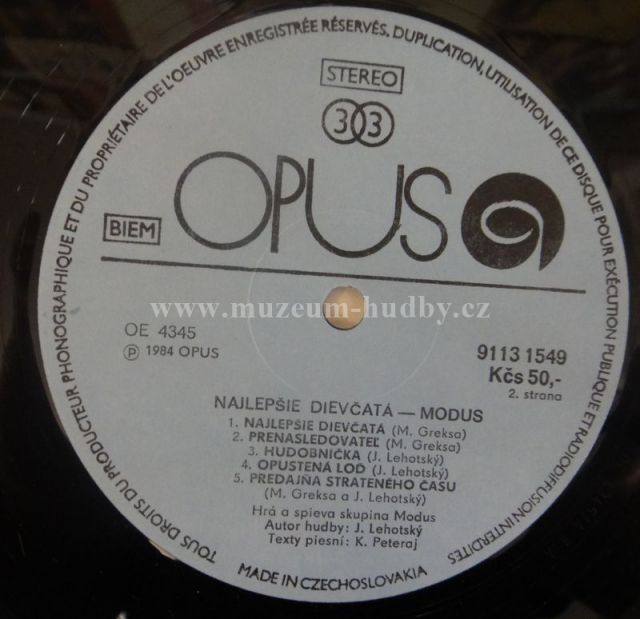 TOUS DROITS DU PRODUCTEUR PHONOGRAPHIQUE ET DU PROPRIÉTAIRE DE L'OEUVRE ENREGISTRÉE RÉSERVÉS, DUPLICATION, UTILISATION DE CE DISQUE POUR EXÉCUTION PUBLIQUE ET RADIODIFFUSION INTERDITES
STEREO
33
OPUS
BIEM
www.muzeum-hudby.cz
OE 4345
℗ 1984 OPUS
9113 1549
Kčs 50,-
2. strana
NAJLEPŠIE DIEVČATÁ — MODUS
1. NAJLEPŠIE DIEVČATÁ (M. Greksa)
2. PRENASLEDOVATEĽ (M. Greksa)
3. HUDOBNÍČKA (J. Lehotský)
4. OPUSTENÁ LOĎ (J. Lehotský)
5. PREDAJŇA STRATENÉHO ČASU
(M. Greksa a J. Lehotský)
Hrá a spieva skupina Modus
Autor hudby: J. Lehotský
Texty piesní: K. Peteraj
MADE IN CZECHOSLOVAKIA